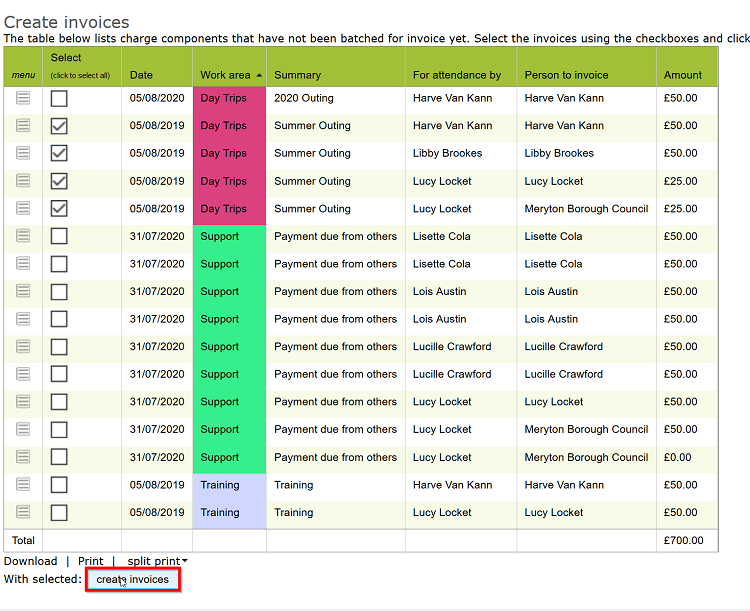 Create invoices
The table below lists charge components that have not been batched for invoice yet. Select the invoices using the checkboxes and click
menu Select (click to select all) Date Work area Summary For attendance by Person to invoice Amount
05/08/2020 Day Trips 2020 Outing Harve Van Kann Harve Van Kann £50.00
05/08/2019 Day Trips Summer Outing Harve Van Kann Harve Van Kann £50.00
05/08/2019 Day Trips Summer Outing Libby Brookes Libby Brookes £50.00
05/08/2019 Day Trips Summer Outing Lucy Locket Lucy Locket £25.00
05/08/2019 Day Trips Summer Outing Lucy Locket Meryton Borough Council £25.00
31/07/2020 Support Payment due from others Lisette Cola Lisette Cola £50.00
31/07/2020 Support Payment due from others Lisette Cola Lisette Cola £50.00
31/07/2020 Support Payment due from others Lois Austin Lois Austin £50.00
31/07/2020 Support Payment due from others Lois Austin Lois Austin £50.00
31/07/2020 Support Payment due from others Lucille Crawford Lucille Crawford £50.00
31/07/2020 Support Payment due from others Lucille Crawford Lucille Crawford £50.00
31/07/2020 Support Payment due from others Lucy Locket Lucy Locket £50.00
31/07/2020 Support Payment due from others Lucy Locket Meryton Borough Council £50.00
31/07/2020 Support Payment due from others Lucy Locket Meryton Borough Council £0.00
05/08/2019 Training Training Harve Van Kann Harve Van Kann £50.00
05/08/2019 Training Training Lucy Locket Lucy Locket £50.00
Total £700.00
Download | Print | split print
With selected: create invoices